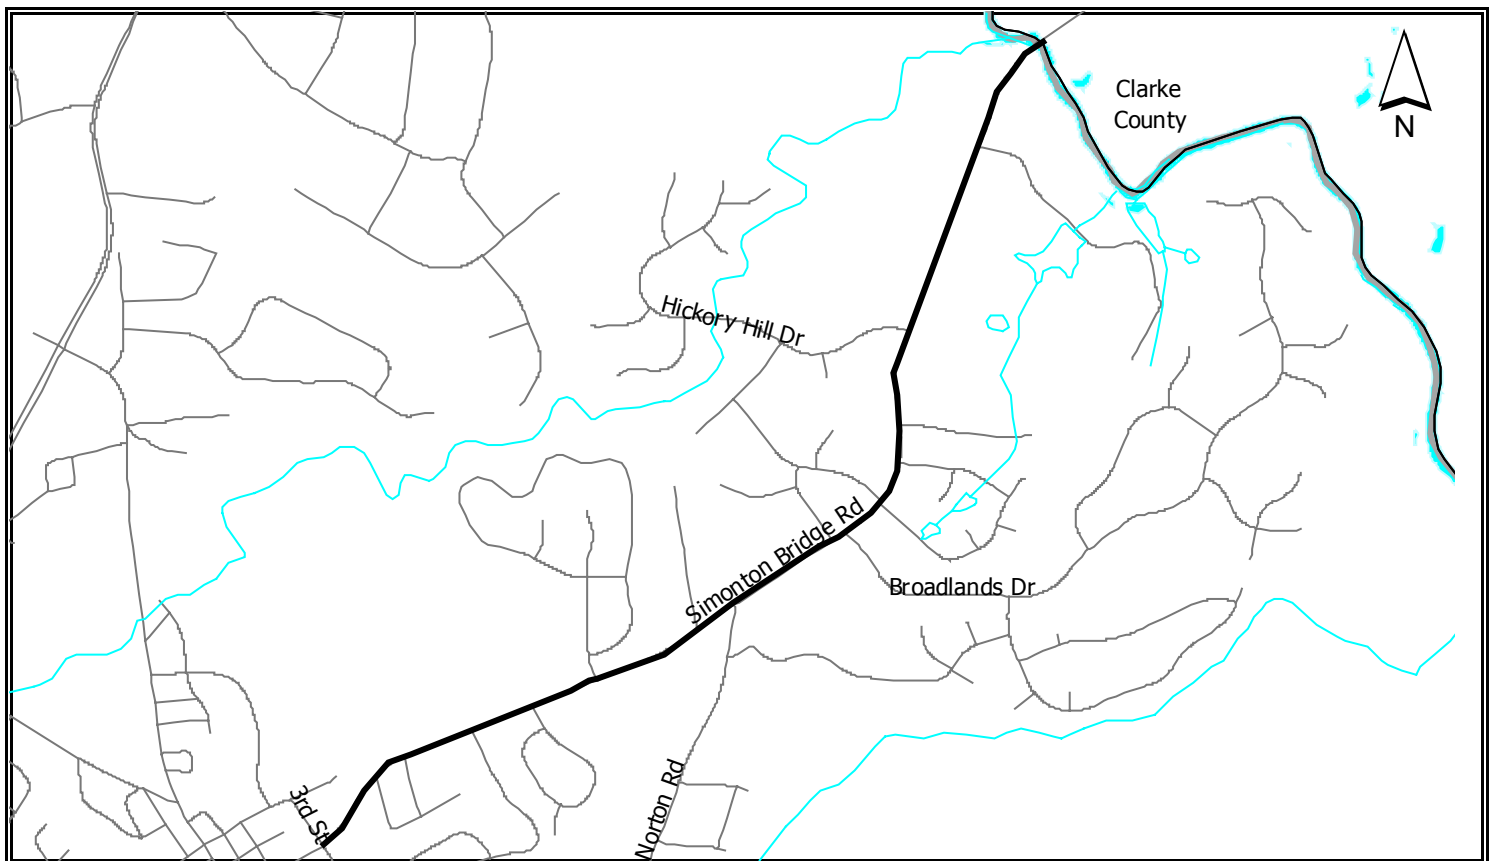 Clarke
County
N
Hickory Hill Dr
Simonton Bridge Rd
Broadlands Dr
Norton Rd
3rd St